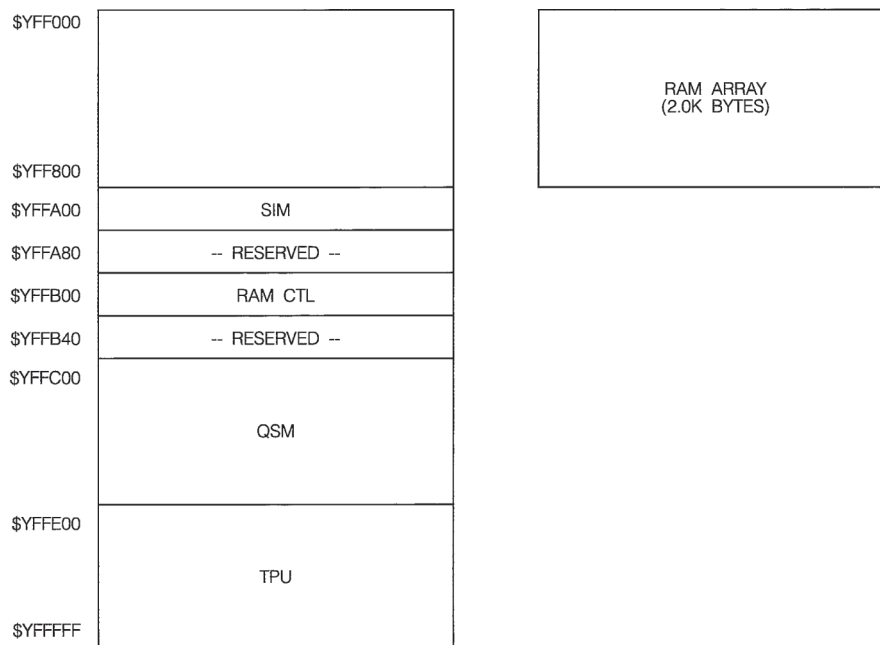 $YFF000
RAM ARRAY
(2.0K BYTES)
$YFF800
$YFFA00 SIM
$YFFA80 -- RESERVED --
$YFFB00 RAM CTL
$YFFB40 -- RESERVED --
$YFFC00
QSM
$YFFE00
TPU
$YFFFFF